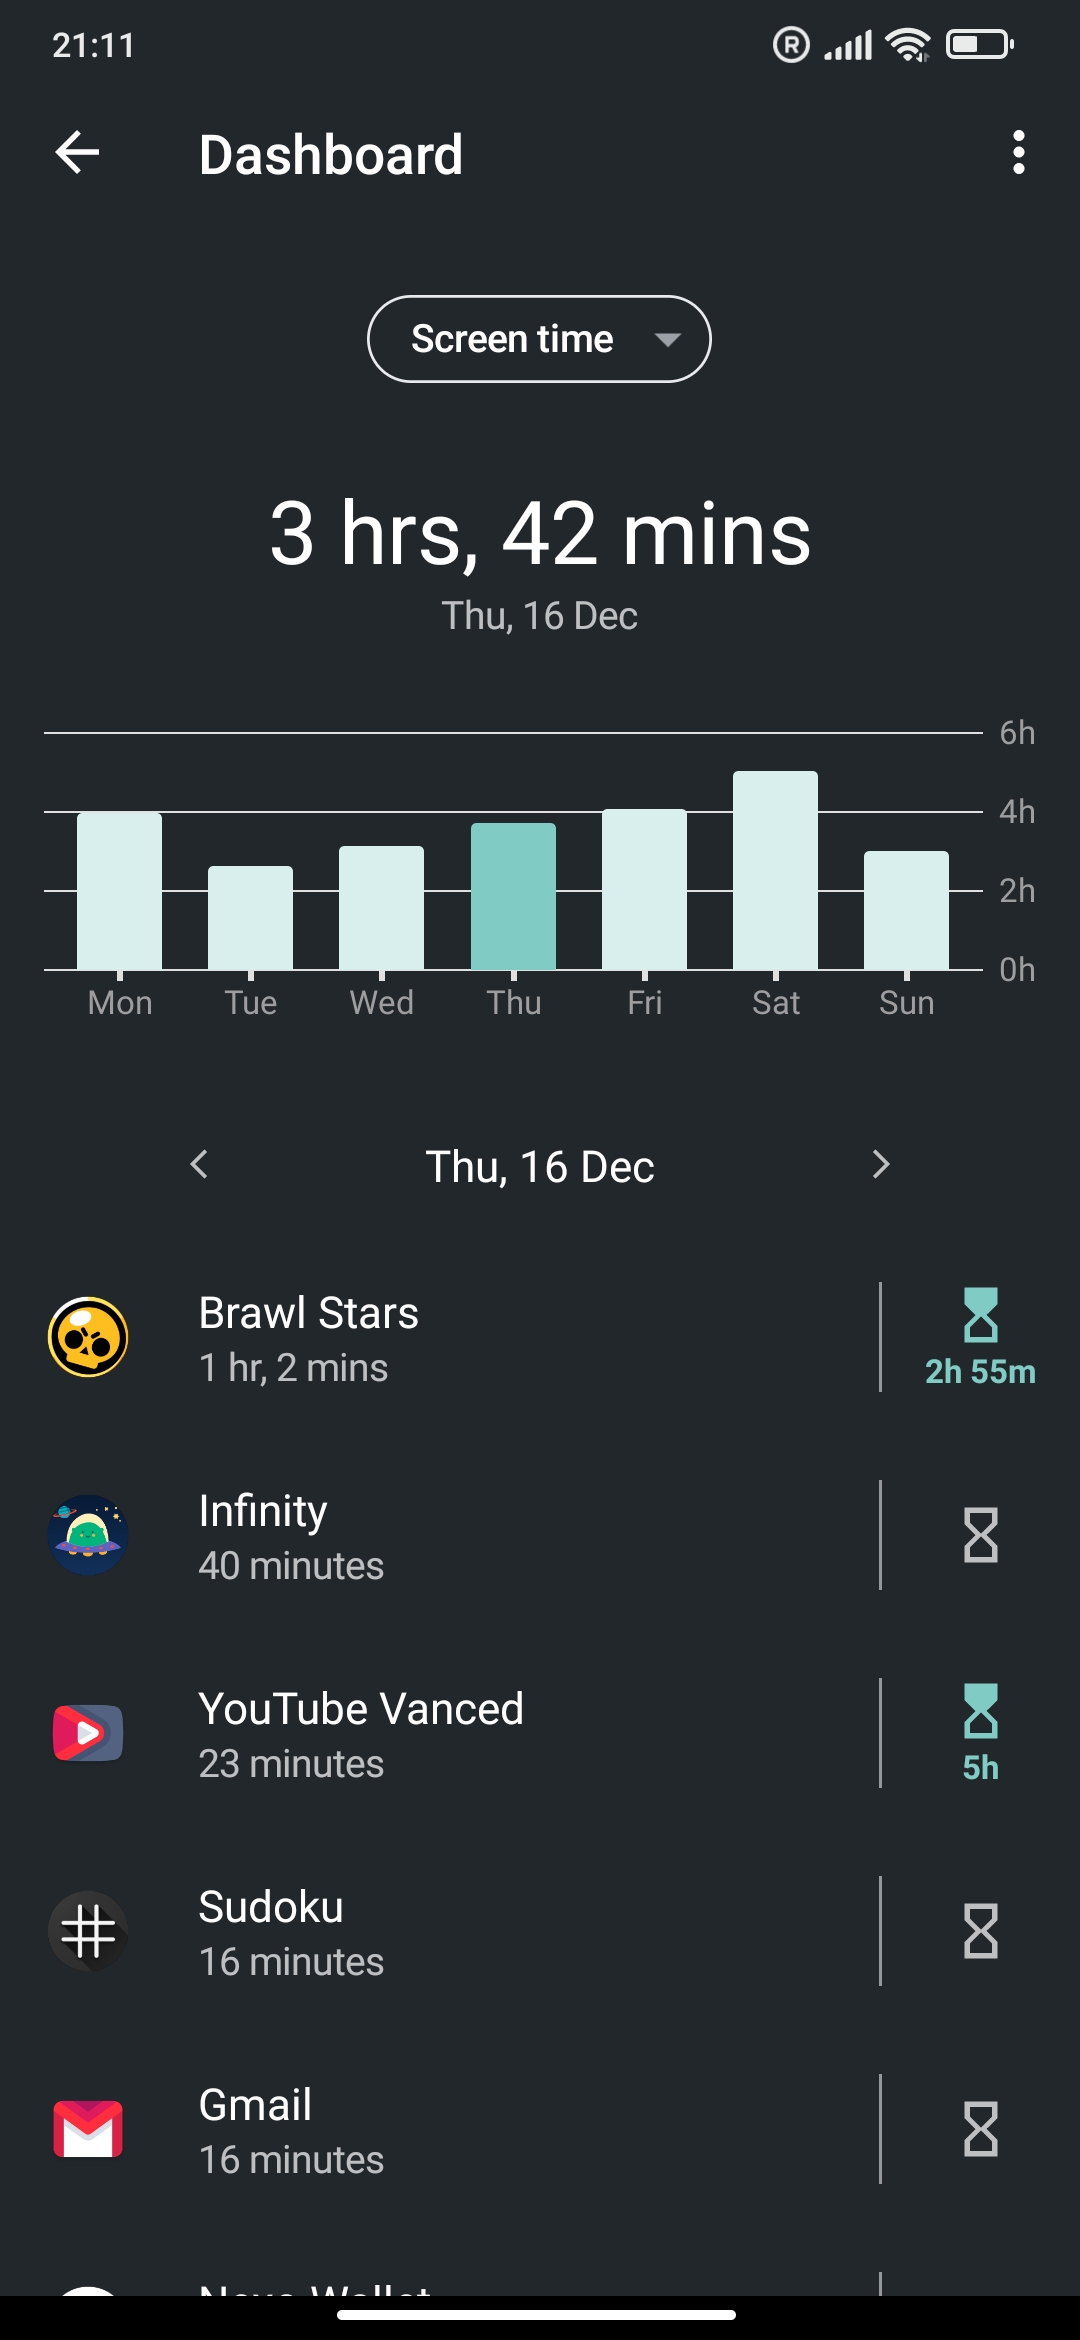 21:11
Dashboard
Screen time
3 hrs, 42 mins
Thu, 16 Dec
6h
4h
2h
0h
Mon Tue Wed Thu Fri Sat Sun
Thu, 16 Dec
Brawl Stars
1 hr, 2 mins
2h 55m
Infinity
40 minutes
YouTube Vanced
23 minutes
5h
Sudoku
16 minutes
Gmail
16 minutes